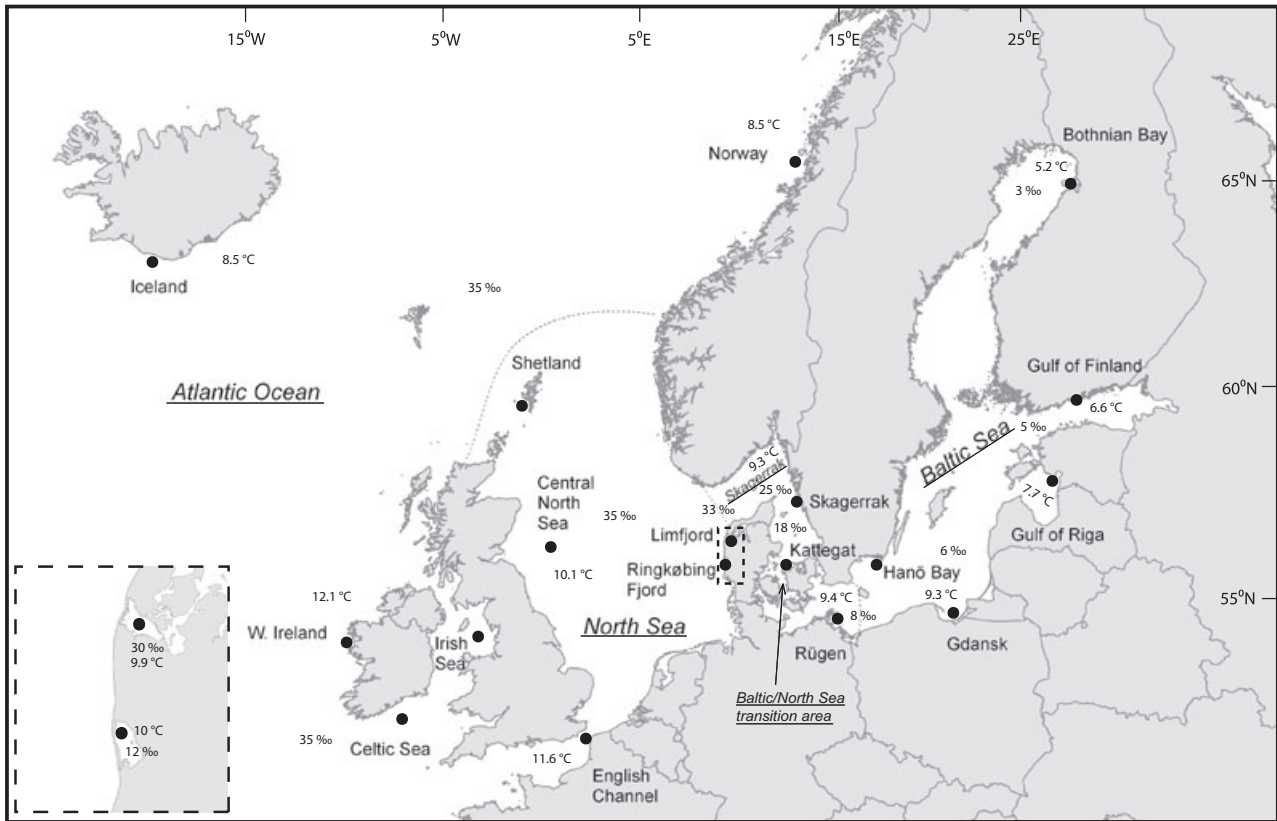 15°W
5°W
5°E
15°E
25°E
8.5 °C
Norway
Bothnian Bay
5.2 °C
3 ‰
65°N
8.5 °C
Iceland
35 ‰
Shetland
Atlantic Ocean
Gulf of Finland
60°N
6.6 °C
5 ‰
Baltic Sea
9.3 °C
Skagerrak
25 ‰
Central
North
Sea
35 ‰
33 ‰
Skagerrak
7.7 °C
Gulf of Riga
18 ‰
Limfjord
Kattegat
6 ‰
Ringkøbing
Fjord
10.1 °C
Hanö Bay
9.3 °C
55°N
12.1 °C
9.4 °C
8 ‰
W. Ireland
Irish
Sea
North Sea
Rügen
Gdansk
30 ‰
9.9 °C
Baltic/North Sea
transition area
10 °C
12 ‰
35 ‰
Celtic Sea
11.6 °C
English
Channel